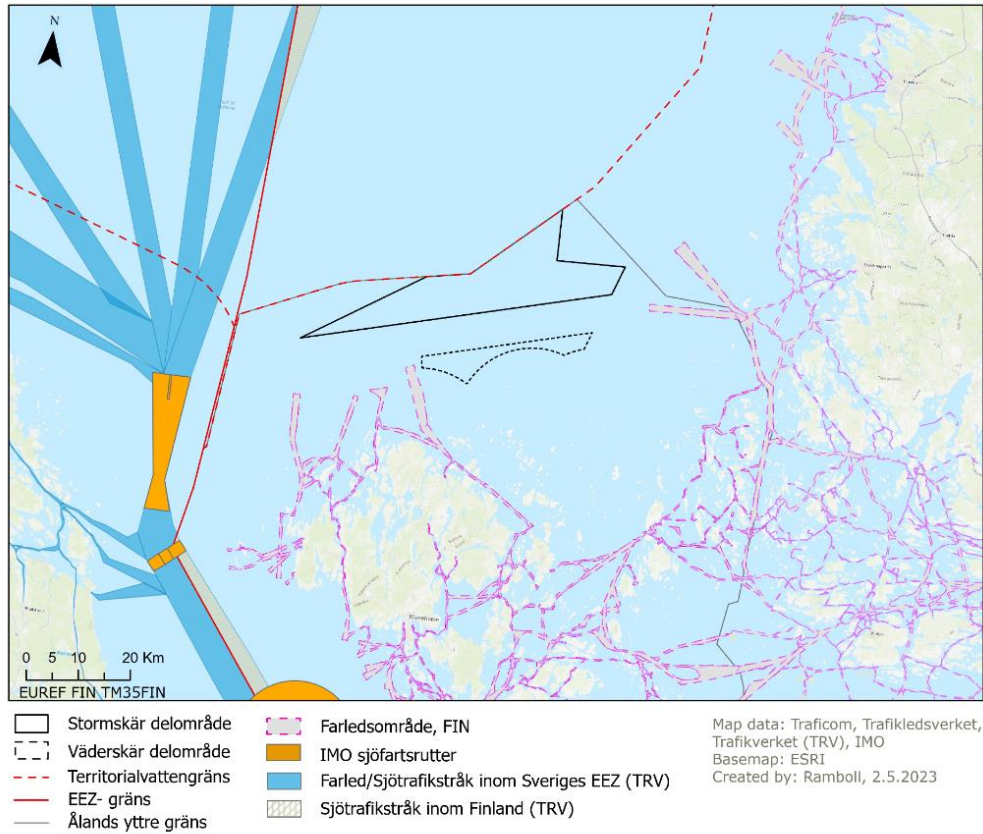 N
0 5 10 20 Km
EUREF FIN TM35FIN
Stormskär delområde
Väderskär delområde
Territorialvattengräns
EEZ- gräns
Ålands yttre gräns
Farledsområde, FIN
IMO sjöfartsrutter
Farled/Sjötrafikstråk inom Sveriges EEZ (TRV)
Sjötrafikstråk inom Finland (TRV)
Map data: Traficom, Trafikledsverket,
Trafikverket (TRV), IMO
Basemap: ESRI
Created by: Ramboll, 2.5.2023